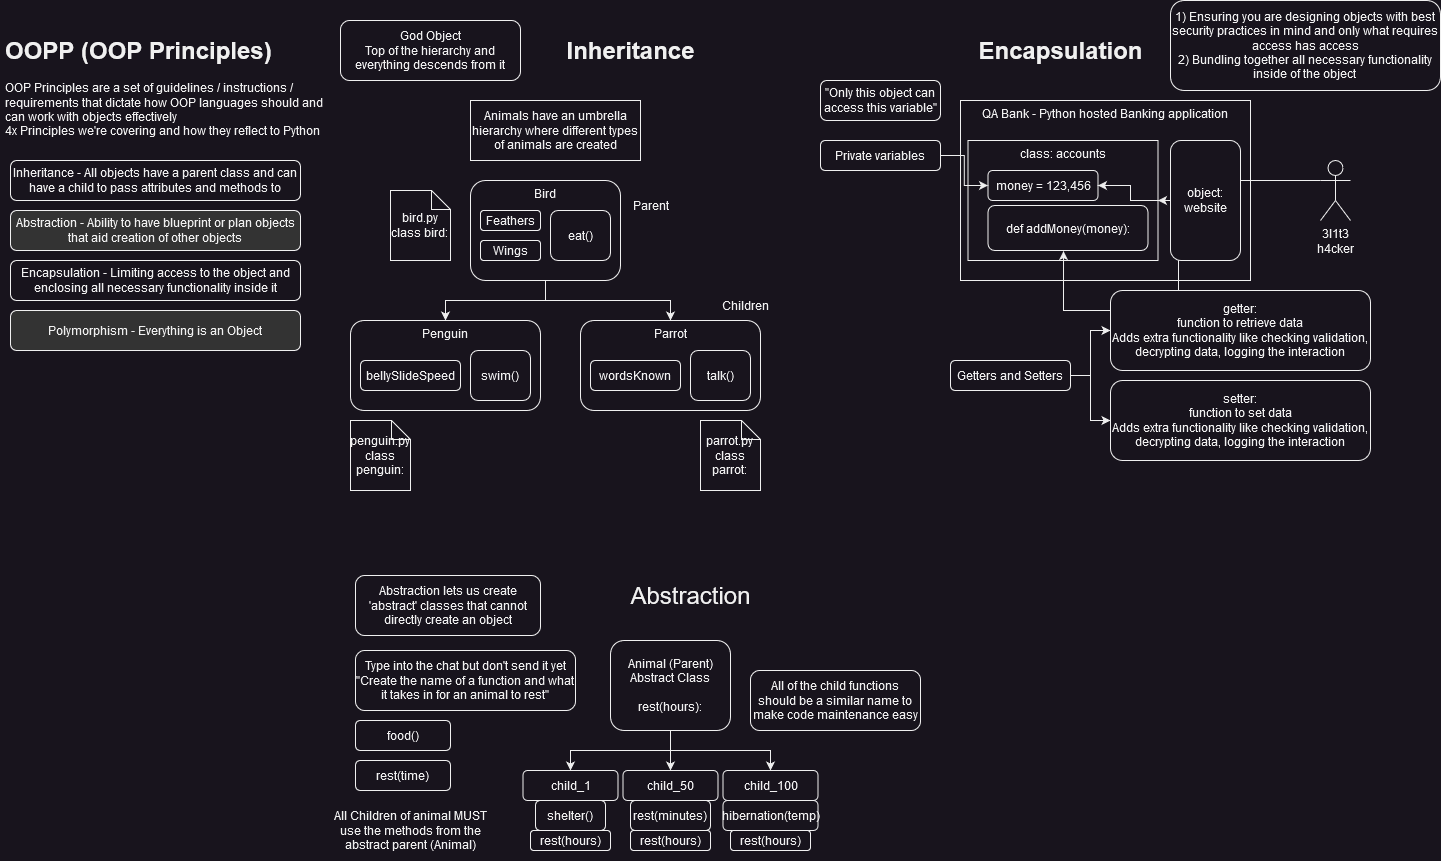 OOPP (OOP Principles)
OOP Principles are a set of guidelines / instructions /
requirements that dictate how OOP languages should and
can work with objects effectively
4x Principles we're covering and how they reflect to Python
Inheritance - All objects have a parent class and can
have a child to pass attributes and methods to
Abstraction - Ability to have blueprint or plan objects
that aid creation of other objects
Encapsulation - Limiting access to the object and
enclosing all necessary functionality inside it
Polymorphism - Everything is an Object
God Object
Top of the hierarchy and
everything descends from it
Inheritance
Animals have an umbrella
hierarchy where different types
of animals are created
bird.py
class bird:
Bird
Feathers
Wings
eat()
Parent
Children
Penguin
bellySlideSpeed
swim()
Parrot
wordsKnown
talk()
penguin.py
class
penguin:
parrot.py
class
parrot:
Encapsulation
1) Ensuring you are designing objects with best
security practices in mind and only what requires
access has access
2) Bundling together all necessary functionality
inside of the object
"Only this object can
access this variable"
Private variables
QA Bank - Python hosted Banking application
class: accounts
money = 123,456
def addMoney(money):
object:
website
3l1t3
h4cker
getter:
function to retrieve data
Adds extra functionality like checking validation,
decrypting data, logging the interaction
Getters and Setters
setter:
function to set data
Adds extra functionality like checking validation,
decrypting data, logging the interaction
Abstraction
Abstraction lets us create
'abstract' classes that cannot
directly create an object
Type into the chat but don't send it yet
"Create the name of a function and what
it takes in for an animal to rest"
food()
rest(time)
All Children of animal MUST
use the methods from the
abstract parent (Animal)
Animal (Parent)
Abstract Class
rest(hours):
All of the child functions
should be a similar name to
make code maintenance easy
child_1
shelter()
rest(hours)
child_50
rest(minutes)
rest(hours)
child_100
hibernation(temp)
rest(hours)